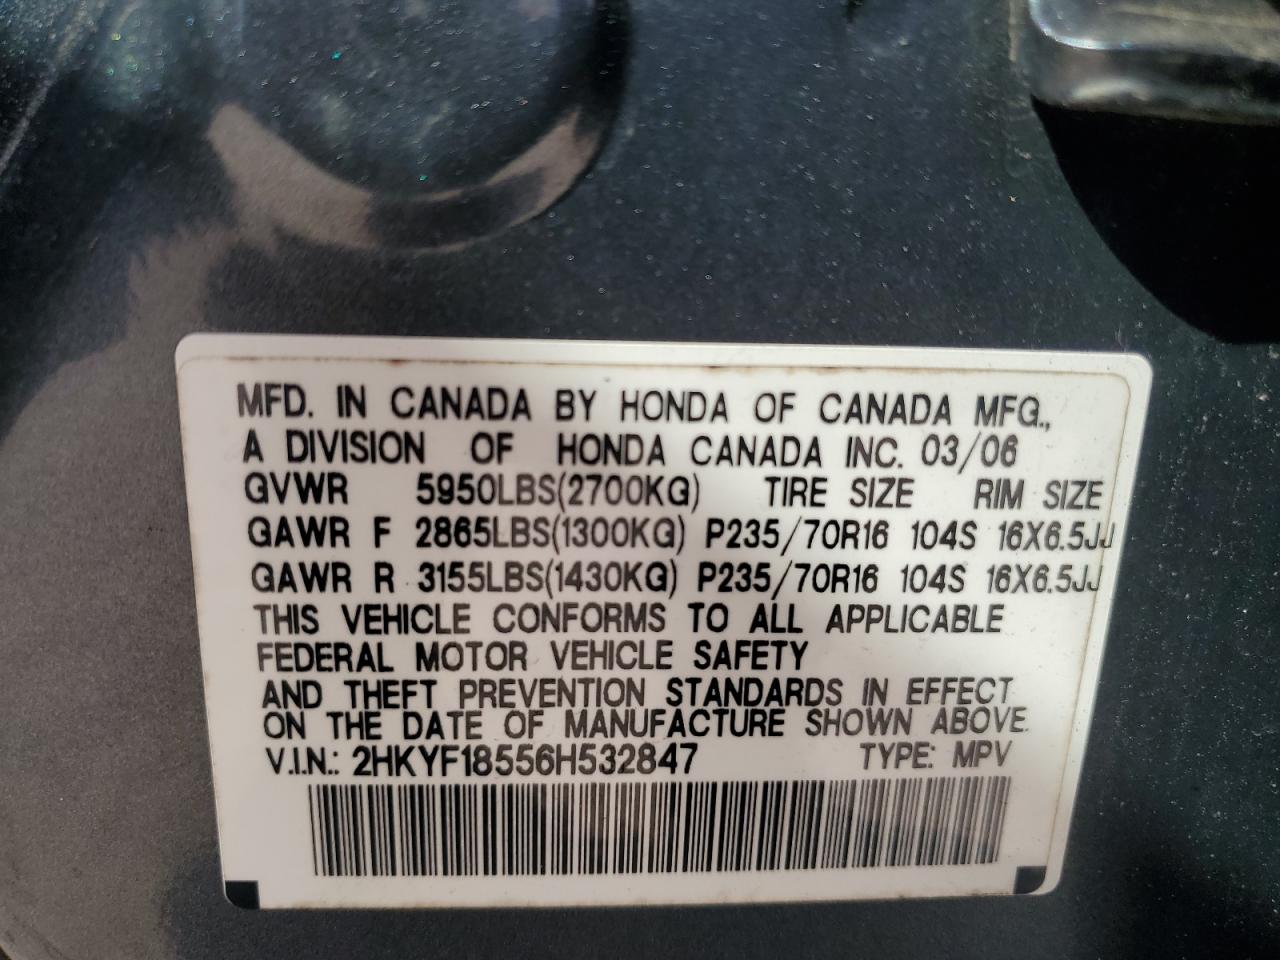 MFD. IN CANADA BY HONDA OF CANADA MFG.,
A DIVISION OF HONDA CANADA INC. 03/06
GVWR 5950LBS(2700KG) TIRE SIZE RIM SIZE
GAWR F 2865LBS(1300KG) P235/70R16 104S 16X6.5JJ
GAWR R 3155LBS(1430KG) P235/70R16 104S 16X6.5JJ
THIS VEHICLE CONFORMS TO ALL APPLICABLE
FEDERAL MOTOR VEHICLE SAFETY
AND THEFT PREVENTION STANDARDS IN EFFECT
ON THE DATE OF MANUFACTURE SHOWN ABOVE.
V.I.N.: 2HKYF18556H532847 TYPE: MPV